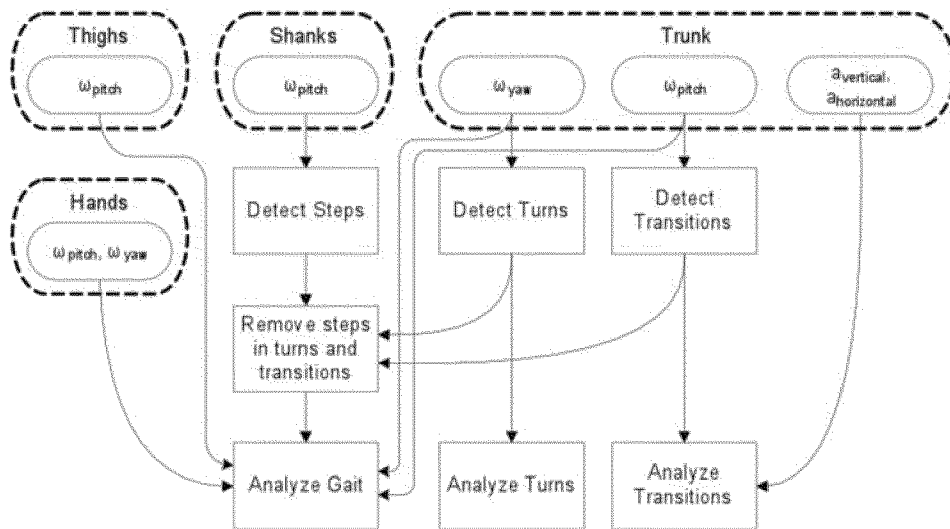 Thighs
Shanks
Trunk
ωpitch
ωpitch
ωyaw
ωpitch
avertical,
ahorizontal
Hands
ωpitch, ωyaw
Detect Steps
Detect Turns
Detect
Transitions
Remove steps
in turns and
transitions
Analyze Gait
Analyze Turns
Analyze
Transitions